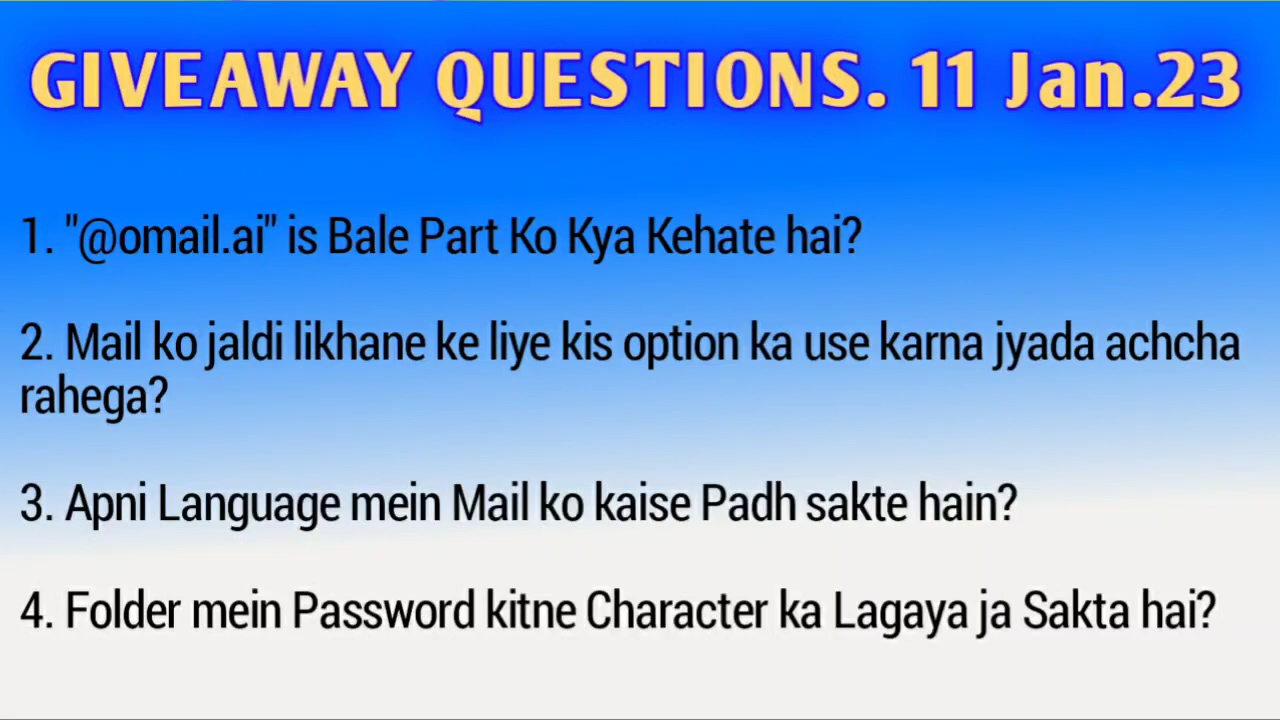 GIVEAWAY QUESTIONS. 11 Jan.23
1. "@omail.ai" is Bale Part Ko Kya Kehate hai?
2. Mail ko jaldi likhane ke liye kis option ka use karna jyada achcha
rahega?
3. Apni Language mein Mail ko kaise Padh sakte hain?
4. Folder mein Password kitne Character ka Lagaya ja Sakta hai?